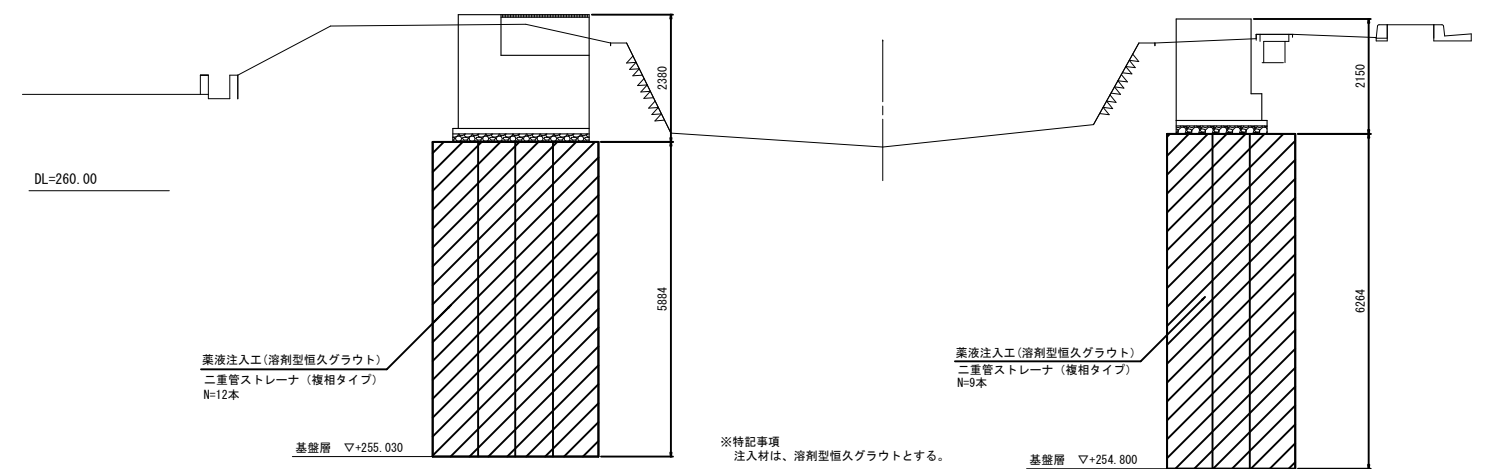 2380
2150
DL=260.00
5884
6264
薬液注入工(溶剤型恒久グラウト)
二重管ストレーナ（複相タイプ）
N=12本
薬液注入工(溶剤型恒久グラウト)
二重管ストレーナ（複相タイプ）
N=9本
基盤層 ▽+255.030
※特記事項
注入材は、溶剤型恒久グラウトとする。
基盤層 ▽+254.800